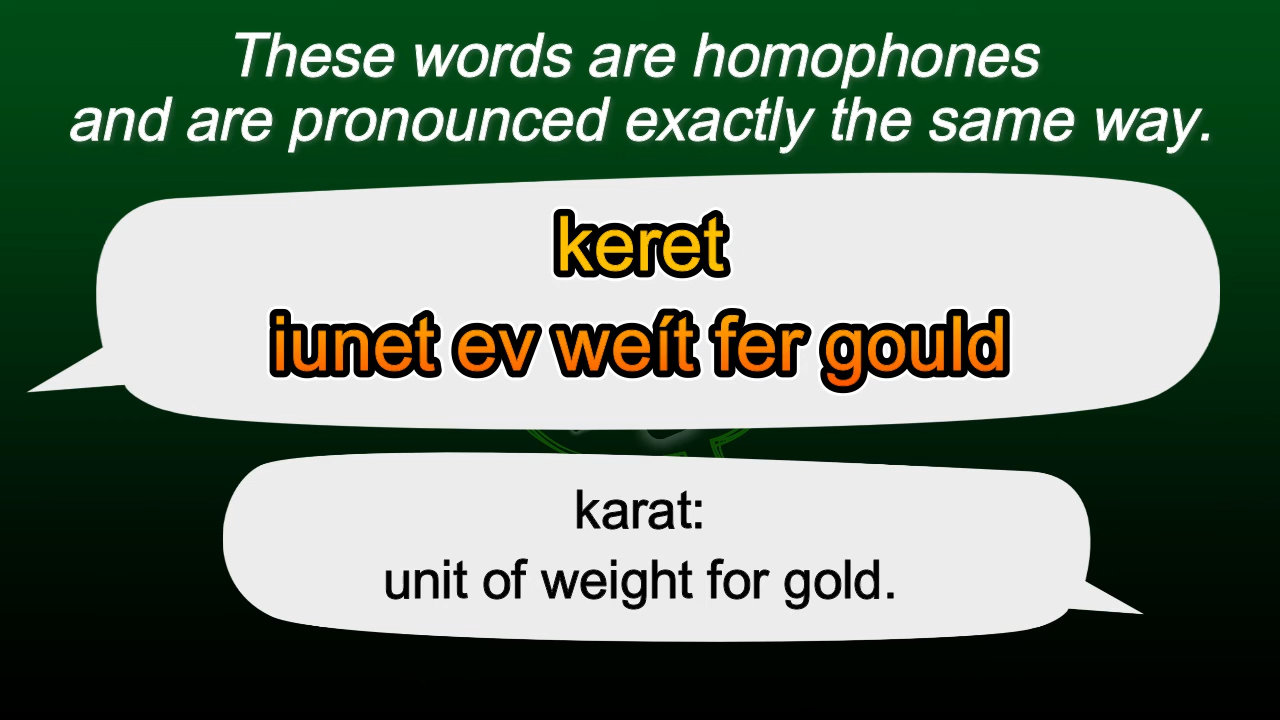 These words are homophones
and are pronounced exactly the same way.
keret
iunet ev weít fer gould
karat:
unit of weight for gold.